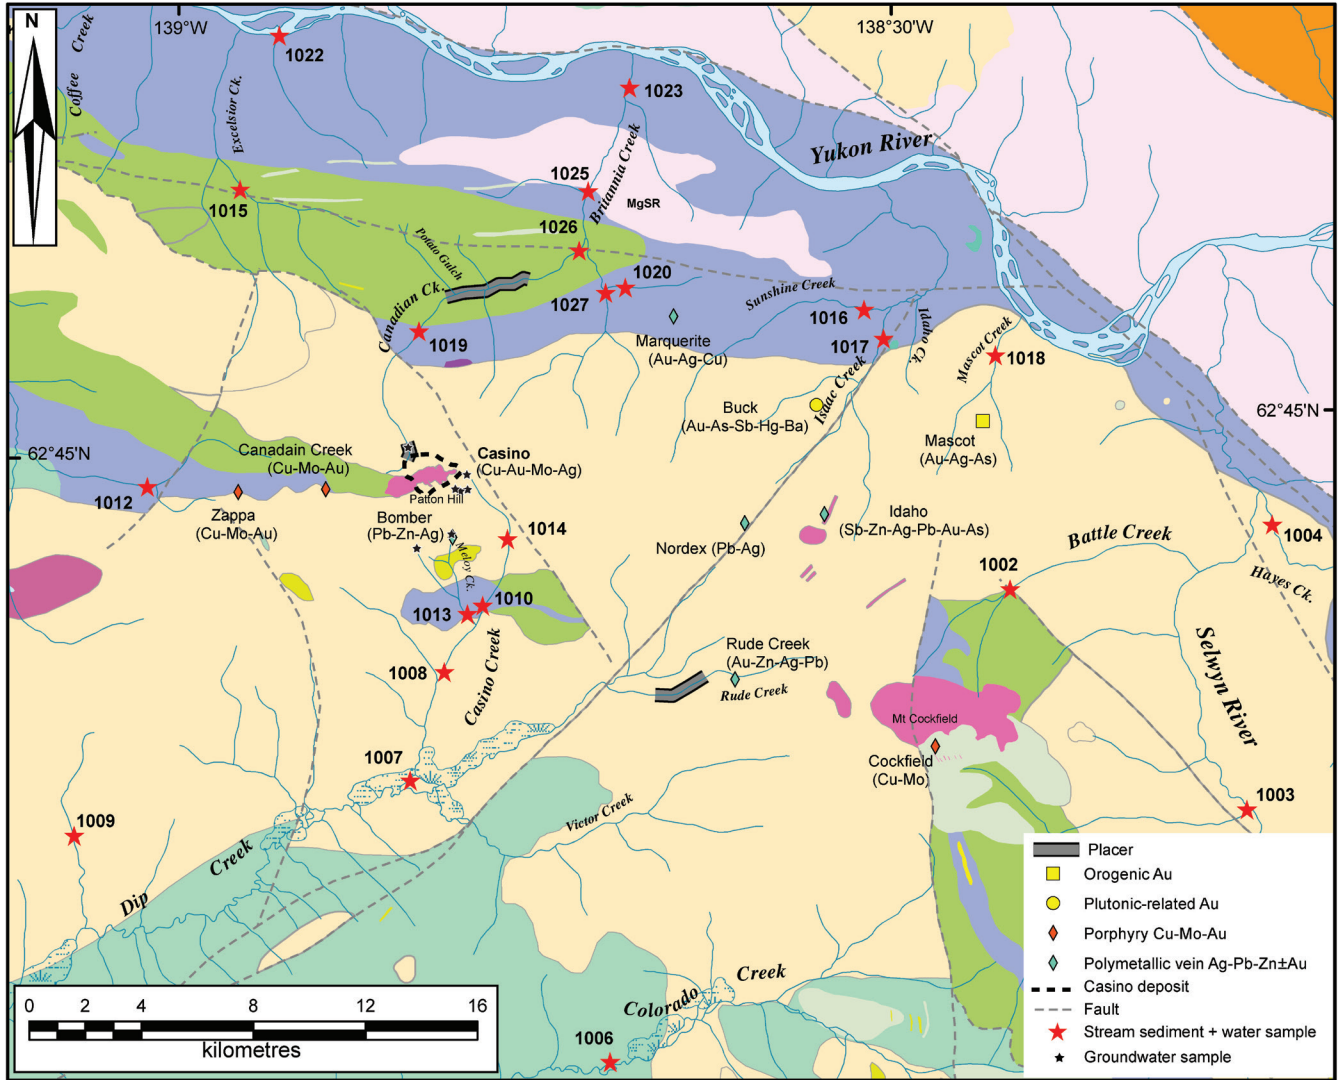 N
139°W
138°30'W
Coffee Creek
1022
Excelsior Ck.
1023
Yukon River
Britannia Creek
1025
MgSR
1015
1026
Potato Gulch
1020
Canadian Ck.
1027
Sunshine Creek
1016
1017
Idaho Ck.
Mascot Creek
1018
1019
Marquerite
(Au-Ag-Cu)
Isaac Creek
Buck
(Au-As-Sb-Hg-Ba)
62°45'N
Mascot
(Au-Ag-As)
62°45'N
Canadain Creek
(Cu-Mo-Au)
Casino
(Cu-Au-Mo-Ag)
1012
Patton Hill
Zappa
(Cu-Mo-Au)
Bomber
(Pb-Zn-Ag)
1014
Meloy Ck.
Nordex (Pb-Ag)
Idaho
(Sb-Zn-Ag-Pb-Au-As)
Battle Creek
1004
1002
Hayes Ck.
1010
1013
1008
Casino Creek
Rude Creek
(Au-Zn-Ag-Pb)
Rude Creek
Selwyn River
Mt Cockfield
1007
Cockfield
(Cu-Mo)
1009
Victor Creek
1003
Dip Creek
Colorado Creek
1006
0 2 4 8 12 16
kilometres
Placer
Orogenic Au
Plutonic-related Au
Porphyry Cu-Mo-Au
Polymetallic vein Ag-Pb-Zn±Au
Casino deposit
Fault
Stream sediment + water sample
Groundwater sample